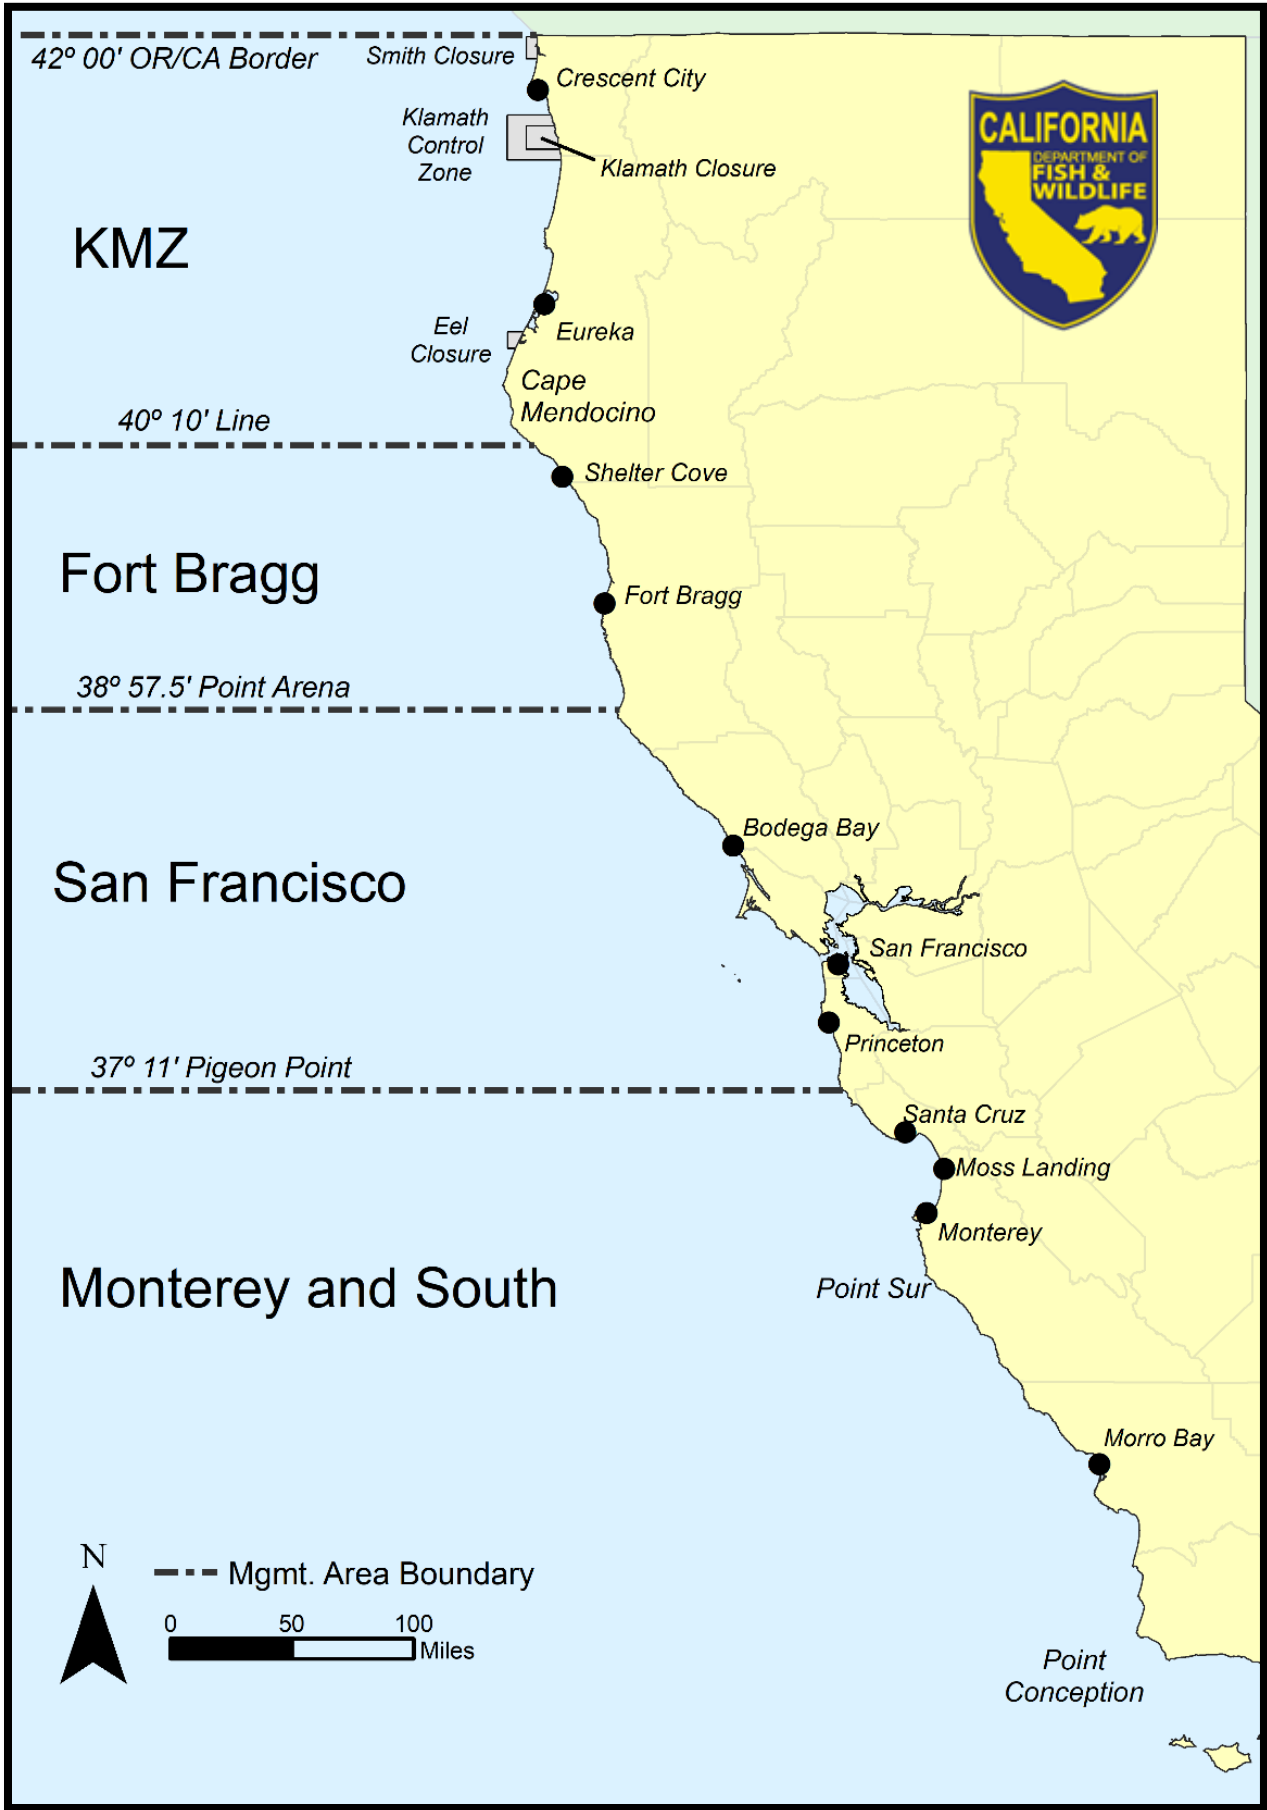 42º 00' OR/CA Border
Smith Closure
Crescent City
Klamath
Control
Zone
Klamath Closure
CALIFORNIA
DEPARTMENT OF
FISH &
WILDLIFE
KMZ
Eureka
Eel
Closure
Cape
Mendocino
40º 10' Line
Shelter Cove
Fort Bragg
Fort Bragg
38º 57.5' Point Arena
Bodega Bay
San Francisco
San Francisco
Princeton
37º 11' Pigeon Point
Santa Cruz
Moss Landing
Monterey
Monterey and South
Point Sur
Morro Bay
N
Mgmt. Area Boundary
0 50 100
Miles
Point
Conception